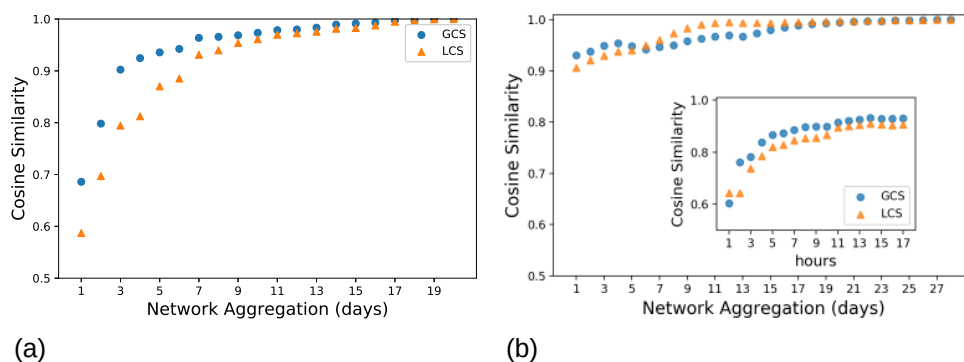 1.0
0.9
0.8
0.7
0.6
0.5
Cosine Similarity
GCS
LCS
1 3 5 7 9 11 13 15 17 19
Network Aggregation (days)
(a)
1.0
0.9
0.8
0.7
0.6
0.5
Cosine Similarity
1.0
0.8
0.6
Cosine Similarity
GCS
LCS
1 3 5 7 9 11 13 15 17
hours
1 3 5 7 9 11 13 15 17 19 21 23 25 27
Network Aggregation (days)
GCS
LCS
(b)